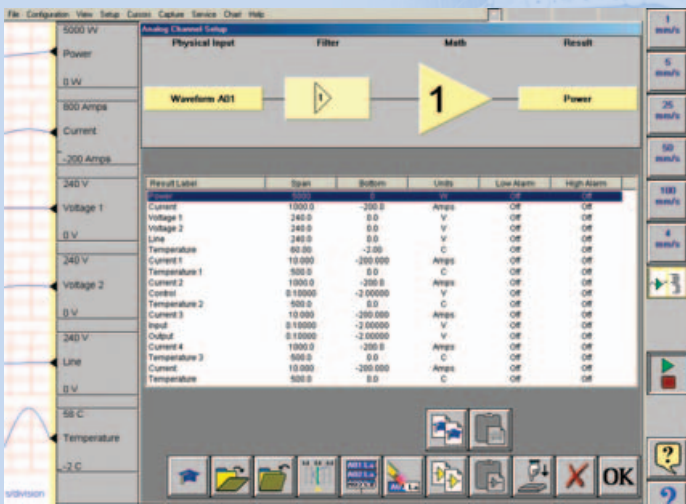 File Configuration View Setup Cursors Capture Service Chart Help
5000 W
Power
0 W
800 Amps
Current
-200 Amps
240 V
Voltage 1
0 V
240 V
Voltage 2
0 V
240 V
Line
0 V
58 C
Temperature
-2 C
s/division
Analog Channel Setup
Physical Input Filter Math Result
Waveform A01 1 1 Power
Result Label Span Bottom Units Low Alarm High Alarm
Power 5000 0 W Off Off
Current 1000.0 -200.0 Amps Off Off
Voltage 1 240.0 0.0 V Off Off
Voltage 2 240.0 0.0 V Off Off
Line 240.0 0.0 V Off Off
Temperature 60.00 -2.00 C Off Off
Current 1 10.000 -200.000 Amps Off Off
Temperature 1 500.0 0.0 C Off Off
Current 2 1000.0 -200.0 Amps Off Off
Control 0.10000 -2.00000 V Off Off
Temperature 2 500.0 0.0 C Off Off
Current 3 10.000 -200.000 Amps Off Off
Input 0.10000 -2.00000 V Off Off
Output 0.10000 -2.00000 V Off Off
Current 4 1000.0 -200.0 Amps Off Off
Temperature 3 500.0 0.0 C Off Off
Current 10.000 -200.000 Amps Off Off
Temperature 500.0 0.0 C Off Off
OK
1 mm/s
5 mm/s
25 mm/s
50 mm/s
100 mm/s
4 mm/s
?
?